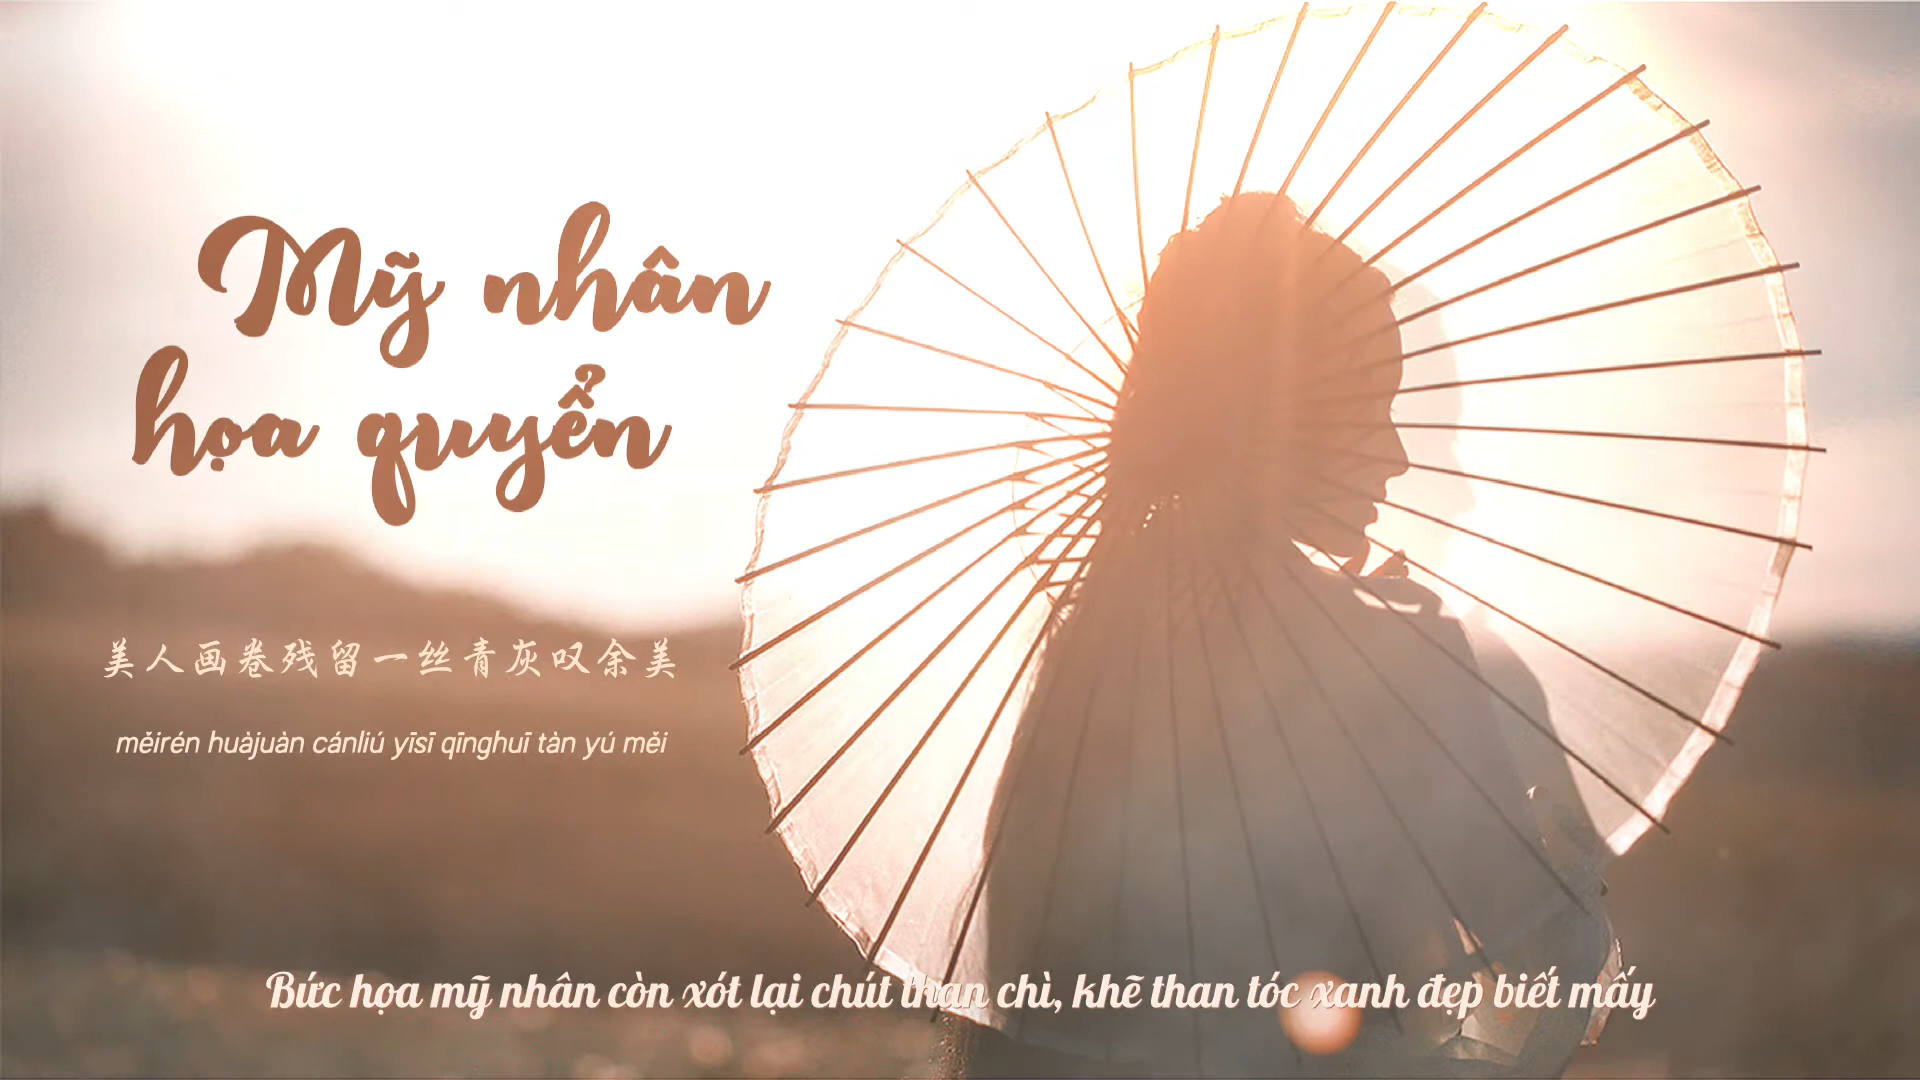 Mỹ nhân
họa quyển
美人画卷残留一丝青灰叹余美
měirén huàjuàn cánliú yīsī qīnghuī tàn yú měi
Bức họa mỹ nhân còn xót lại chút than chì, khẽ than tóc xanh đẹp biết mấy